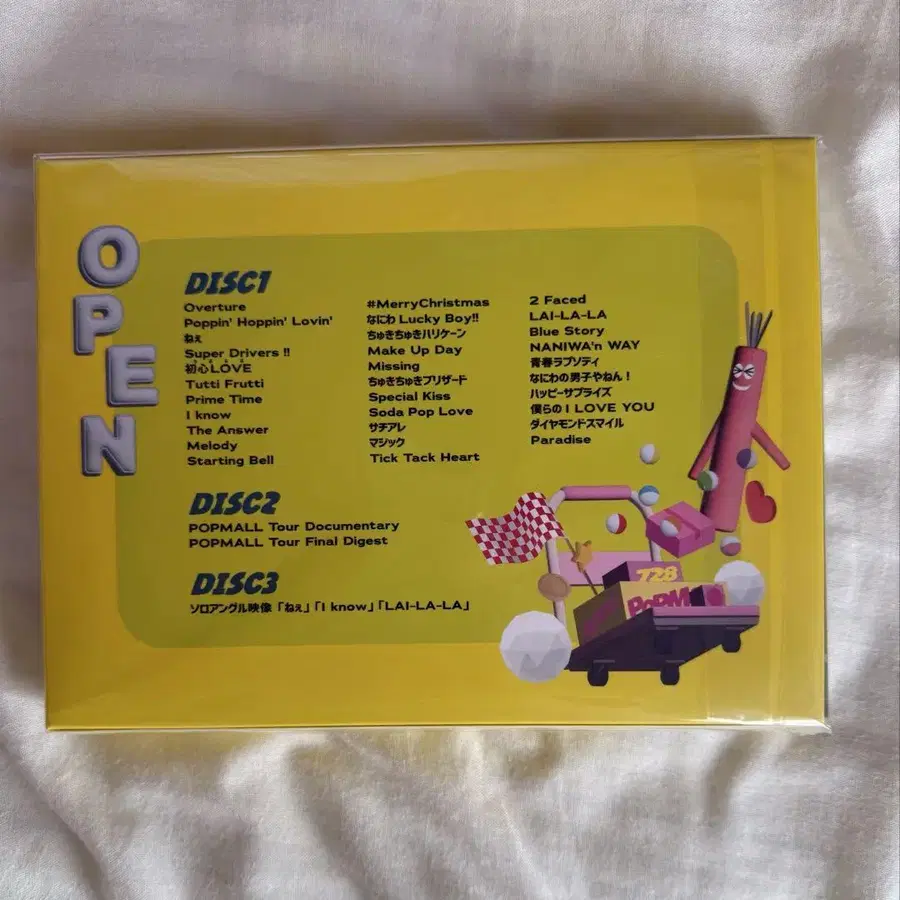 OPEN
DISC1
Overture
Poppin' Hoppin' Lovin'
ねぇ
Super Drivers !!
初心LOVE
Tutti Frutti
Prime Time
I know
The Answer
Melody
Starting Bell
#MerryChristmas
なにわ Lucky Boy!!
ちゅきちゅきハリケーン
Make Up Day
Missing
ちゅきちゅきブリザード
Special Kiss
Soda Pop Love
サチアレ
マジック
Tick Tack Heart
2 Faced
LAI-LA-LA
Blue Story
NANIWA'n WAY
青春ラプソディ
なにわの男子やねん！
ハッピーサプライズ
僕らの I LOVE YOU
ダイヤモンドスマイル
Paradise
DISC2
POPMALL Tour Documentary
POPMALL Tour Final Digest
DISC3
ソロアングル映像「ねぇ」「I know」「LAI-LA-LA」
728
POPM